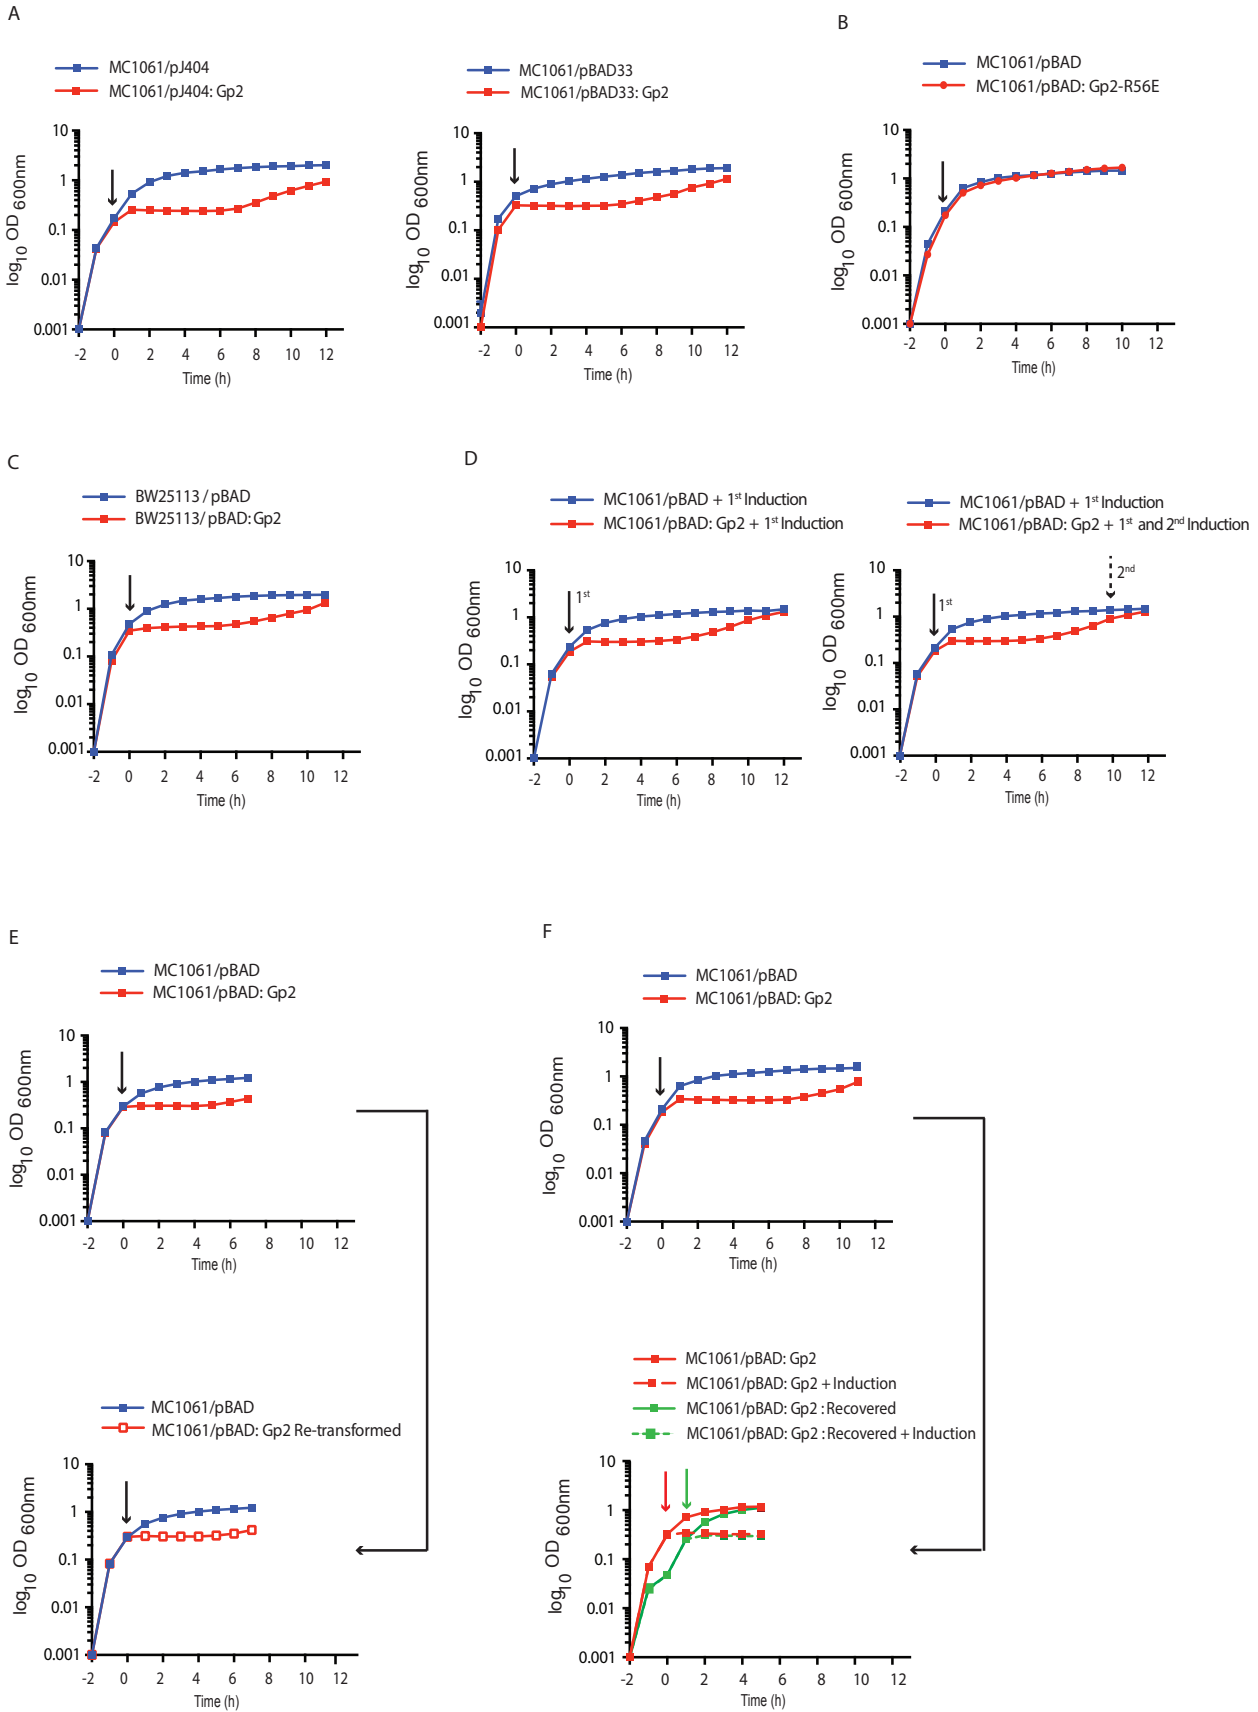 A
MC1061/pJ404
MC1061/pJ404: Gp2
10
1
0.1
0.01
0.001
log10 OD 600nm
-2 0 2 4 6 8 10 12
Time (h)
MC1061/pBAD33
MC1061/pBAD33: Gp2
10
1
0.1
0.01
0.001
log10 OD 600nm
-2 0 2 4 6 8 10 12
Time (h)
B
MC1061/pBAD
MC1061/pBAD: Gp2-R56E
10
1
0.1
0.01
0.001
log10 OD 600nm
-2 0 2 4 6 8 10 12
Time (h)
C
BW25113/ pBAD
BW25113/ pBAD: Gp2
10
1
0.1
0.01
0.001
log10 OD 600nm
-2 0 2 4 6 8 10 12
Time (h)
D
MC1061/pBAD + 1st Induction
MC1061/pBAD: Gp2 + 1st Induction
1st
10
1
0.1
0.01
0.001
log10 OD 600nm
-2 0 2 4 6 8 10 12
Time (h)
MC1061/pBAD + 1st Induction
MC1061/pBAD: Gp2 + 1st and 2nd Induction
1st
2nd
10
1
0.1
0.01
0.001
log10 OD 600nm
-2 0 2 4 6 8 10 12
Time (h)
E
MC1061/pBAD
MC1061/pBAD: Gp2
10
1
0.1
0.01
0.001
log10 OD 600nm
-2 0 2 4 6 8 10 12
Time (h)
MC1061/pBAD
MC1061/pBAD: Gp2 Re-transformed
10
1
0.1
0.01
0.001
log10 OD 600nm
-2 0 2 4 6 8 10 12
Time (h)
F
MC1061/pBAD
MC1061/pBAD: Gp2
10
1
0.1
0.01
0.001
log10 OD 600nm
-2 0 2 4 6 8 10 12
Time (h)
MC1061/pBAD: Gp2
MC1061/pBAD: Gp2 + Induction
MC1061/pBAD: Gp2 : Recovered
MC1061/pBAD: Gp2 : Recovered + Induction
10
1
0.1
0.01
0.001
log10 OD 600nm
-2 0 2 4 6 8 10 12
Time (h)